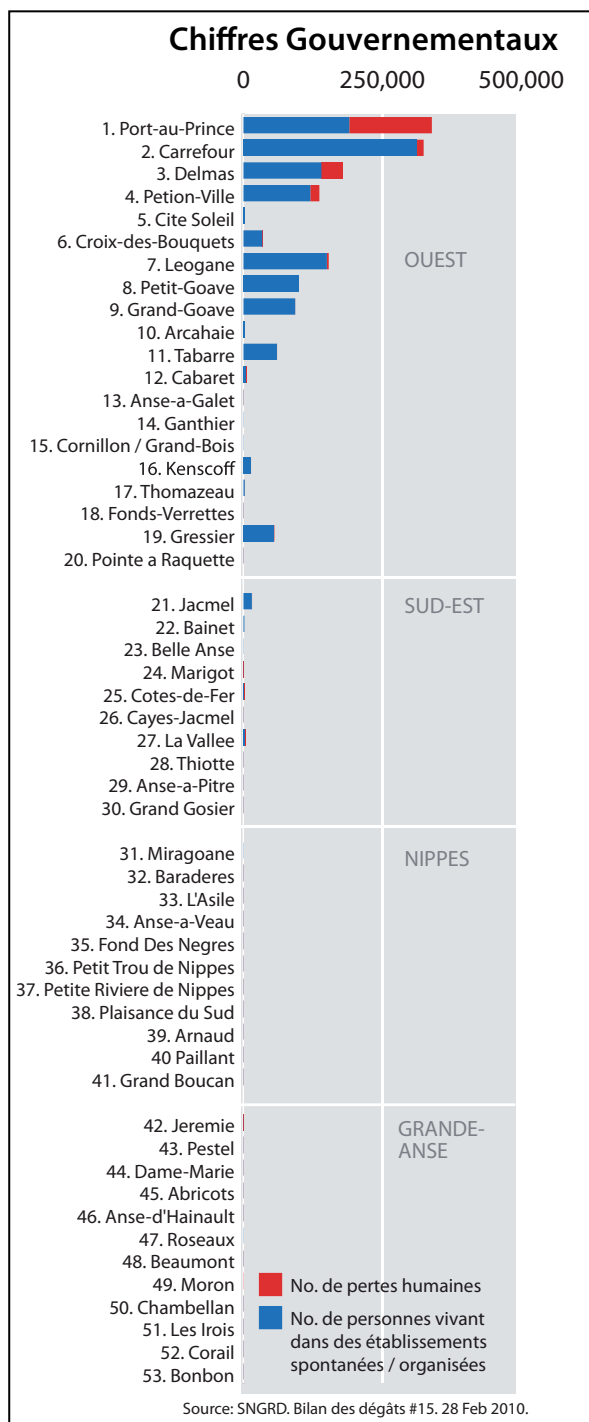 Chiffres Gouvernementaux
0 250,000 500,000
1. Port-au-Prince
2. Carrefour
3. Delmas
4. Petion-Ville
5. Cite Soleil
6. Croix-des-Bouquets
7. Leogane
OUEST
8. Petit-Goave
9. Grand-Goave
10. Arcahaie
11. Tabarre
12. Cabaret
13. Anse-a-Galet
14. Ganthier
15. Cornillon / Grand-Bois
16. Kenscoff
17. Thomazeau
18. Fonds-Verrettes
19. Gressier
20. Pointe a Raquette
21. Jacmel
SUD-EST
22. Bainet
23. Belle Anse
24. Marigot
25. Cotes-de-Fer
26. Cayes-Jacmel
27. La Vallee
28. Thiotte
29. Anse-a-Pitre
30. Grand Gosier
31. Miragoane
NIPPES
32. Baraderes
33. L'Asile
34. Anse-a-Veau
35. Fond Des Negres
36. Petit Trou de Nippes
37. Petite Riviere de Nippes
38. Plaisance du Sud
39. Arnaud
40 Paillant
41. Grand Boucan
42. Jeremie
GRANDE-
ANSE
43. Pestel
44. Dame-Marie
45. Abricots
46. Anse-d'Hainault
47. Roseaux
48. Beaumont
49. Moron
50. Chambellan
51. Les Irois
52. Corail
53. Bonbon
No. de pertes humaines
No. de personnes vivant
dans des établissements
spontanées / organisées
Source: SNGRD. Bilan des dégâts #15. 28 Feb 2010.